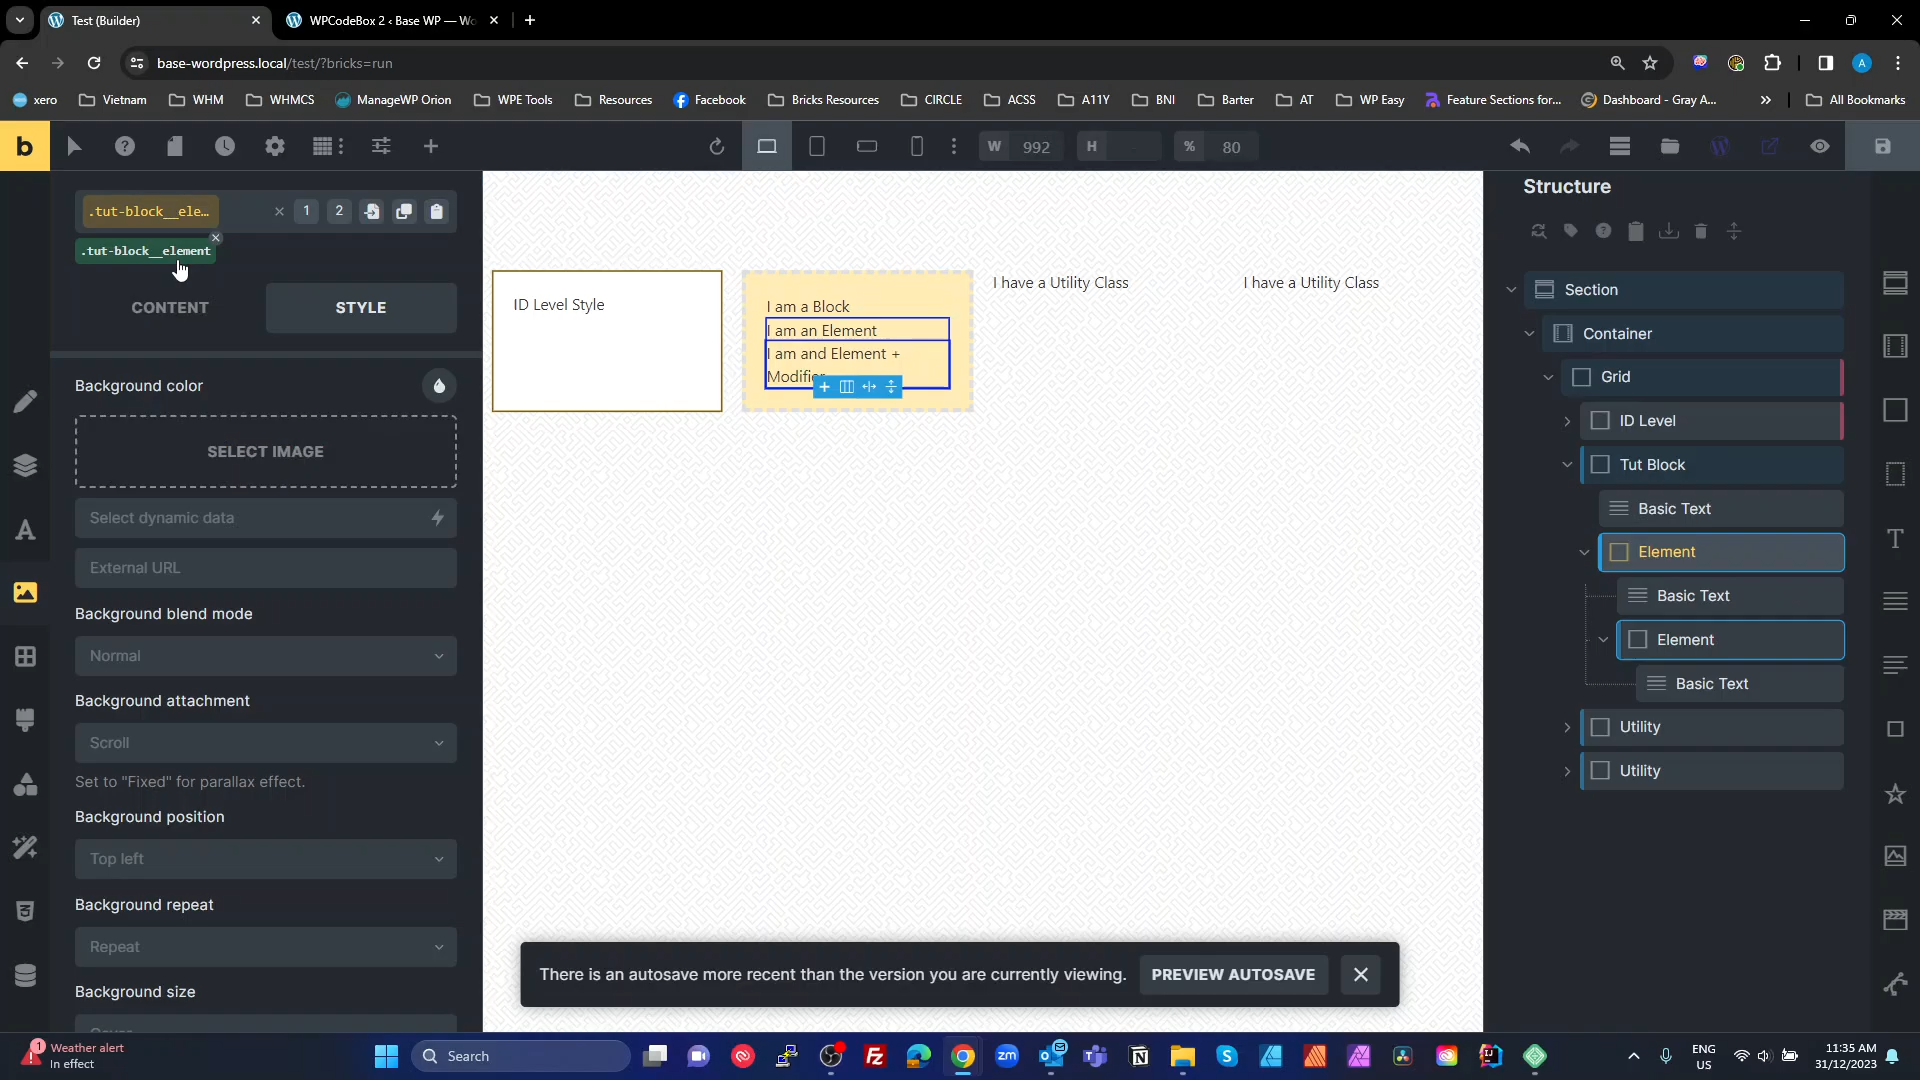 Test (Builder)
WPCodeBox 2 ‹ Base WP — Wo
base-wordpress.local/test/?bricks=run
A
xero
Vietnam
WHM
WHMCS
ManageWP Orion
WPE Tools
Resources
Facebook
Bricks Resources
CIRCLE
ACSS
A11Y
BNI
Barter
AT
WP Easy
Feature Sections for...
Dashboard - Gray A...
All Bookmarks
b
W 992
H
% 80
.tut-block__ele...
1
2
.tut-block__element
CONTENT
STYLE
Background color
SELECT IMAGE
Select dynamic data
External URL
Background blend mode
Normal
Background attachment
Scroll
Set to "Fixed" for parallax effect.
Background position
Top left
Background repeat
Repeat
Background size
ID Level Style
I am a Block
I am an Element
I am and Element +
Modifier
I have a Utility Class
I have a Utility Class
There is an autosave more recent than the version you are currently viewing.
PREVIEW AUTOSAVE
Structure
Section
Container
Grid
ID Level
Tut Block
Basic Text
Element
Basic Text
Element
Basic Text
Utility
Utility
1
Weather alert
In effect
Search
zm
ENG
US
11:35 AM
31/12/2023